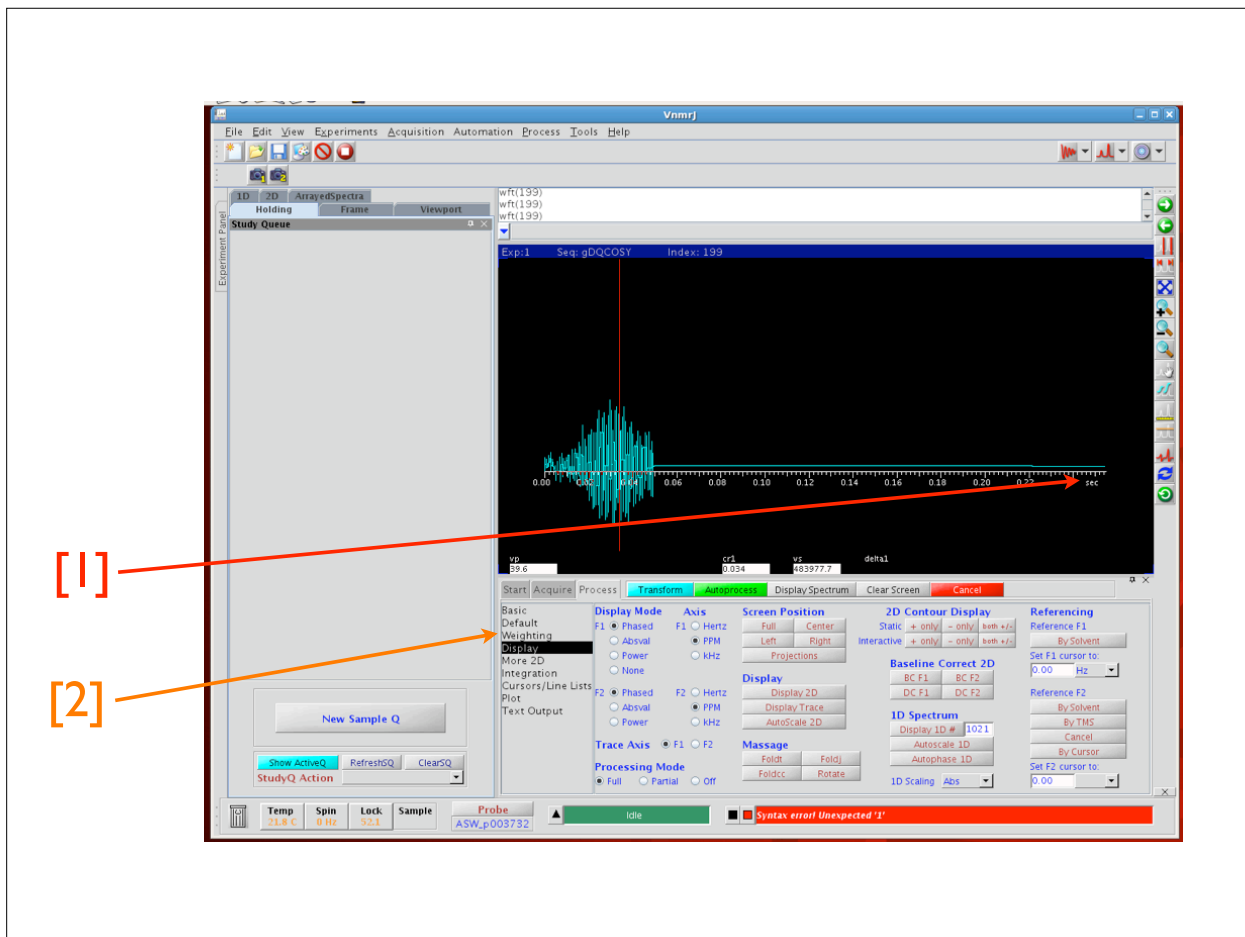 VnmrJ
File Edit View Experiments Acquisition Automation Process Tools Help
1D 2D ArrayedSpectra
Holding Frame Viewport
Study Queue
Experiment Panel
wft(199)
wft(199)
wft(199)
Exp:1 Seq: gDQCOSY Index: 199
0.00 0.02 0.04 0.06 0.08 0.10 0.12 0.14 0.16 0.18 0.20 0.22 sec
[1]
vp cr1 vs delta1
39.6 0.034 483977.7
Start Acquire Process Transform Autoprocess Display Spectrum Clear Screen Cancel
[2]
Basic
Default
Weighting
Display
More 2D
Integration
Cursors/Line Lists
Plot
Text Output
Display Mode Axis
F1 Phased F1 Hertz
Absval PPM
Power kHz
None
F2 Phased F2 Hertz
Absval PPM
Power kHz
Trace Axis F1 F2
Processing Mode
Full Partial Off
Screen Position
Full Center
Left Right
Projections
Display
Display 2D
Display Trace
AutoScale 2D
Massage
Foldt Foldj
Foldcc Rotate
2D Contour Display
Static + only - only both +/-
Interactive + only - only both +/-
Baseline Correct 2D
BC F1 BC F2
DC F1 DC F2
1D Spectrum
Display 1D # 1021
Autoscale 1D
Autophase 1D
1D Scaling Abs
Referencing
Reference F1
By Solvent
Set F1 cursor to:
0.00 Hz
Reference F2
By Solvent
By TMS
Cancel
By Cursor
Set F2 cursor to:
0.00
New Sample Q
Show ActiveQ RefreshSQ ClearSQ
StudyQ Action
Temp Spin Lock Sample
21.8 C 0 Hz 52.1
Probe
ASW_p003732
Idle
Syntax error! Unexpected '1'